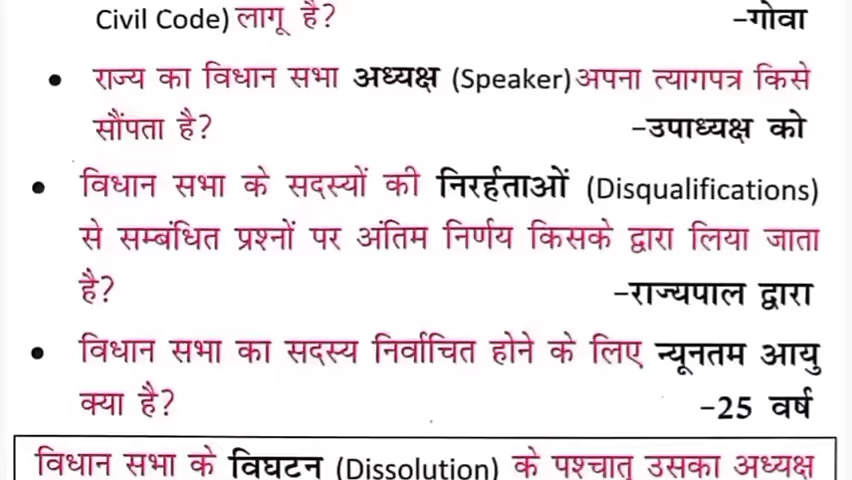 Civil Code) लागू है? -गोवा
• राज्य का विधान सभा अध्यक्ष (Speaker) अपना त्यागपत्र किसे
सौंपता है? -उपाध्यक्ष को
• विधान सभा के सदस्यों की निरर्हताओं (Disqualifications)
से सम्बंधित प्रश्नों पर अंतिम निर्णय किसके द्वारा लिया जाता
है? -राज्यपाल द्वारा
• विधान सभा का सदस्य निर्वाचित होने के लिए न्यूनतम आयु
क्या है? -25 वर्ष
विधान सभा के विघटन (Dissolution) के पश्चात् उसका अध्यक्ष